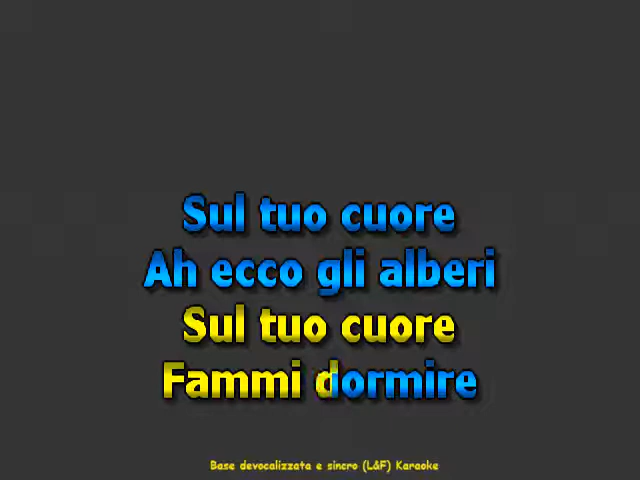 Sul tuo cuore
Ah ecco gli alberi
Sul tuo cuore
Fammi dormire
Base devocalizzata e sincro (L&F) Karaoke